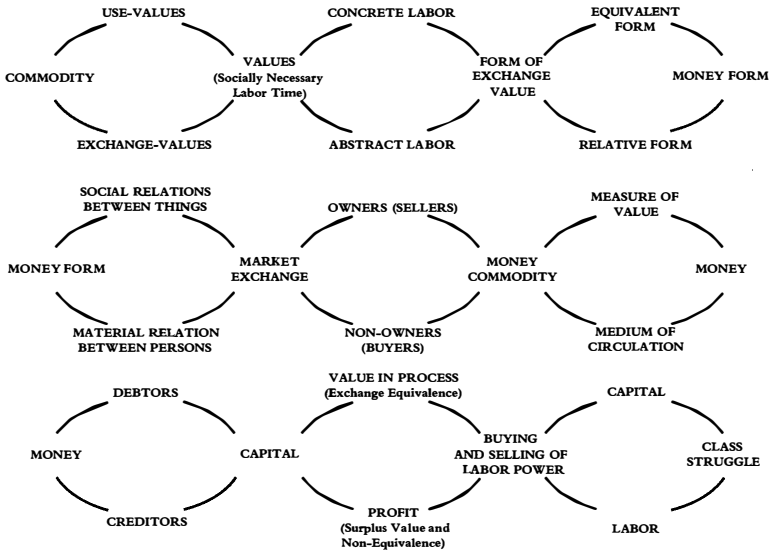 USE-VALUES
CONCRETE LABOR
EQUIVALENT
FORM
COMMODITY
VALUES
(Socially Necessary
Labor Time)
FORM OF
EXCHANGE
VALUE
MONEY FORM
EXCHANGE-VALUES
ABSTRACT LABOR
RELATIVE FORM
SOCIAL RELATIONS
BETWEEN THINGS
OWNERS (SELLERS)
MEASURE OF
VALUE
MONEY FORM
MARKET
EXCHANGE
MONEY
COMMODITY
MONEY
MATERIAL RELATION
BETWEEN PERSONS
NON-OWNERS
(BUYERS)
MEDIUM OF
CIRCULATION
DEBTORS
VALUE IN PROCESS
(Exchange Equivalence)
CAPITAL
MONEY
CAPITAL
BUYING
AND SELLING OF
LABOR POWER
CLASS
STRUGGLE
CREDITORS
PROFIT
(Surplus Value and
Non-Equivalence)
LABOR